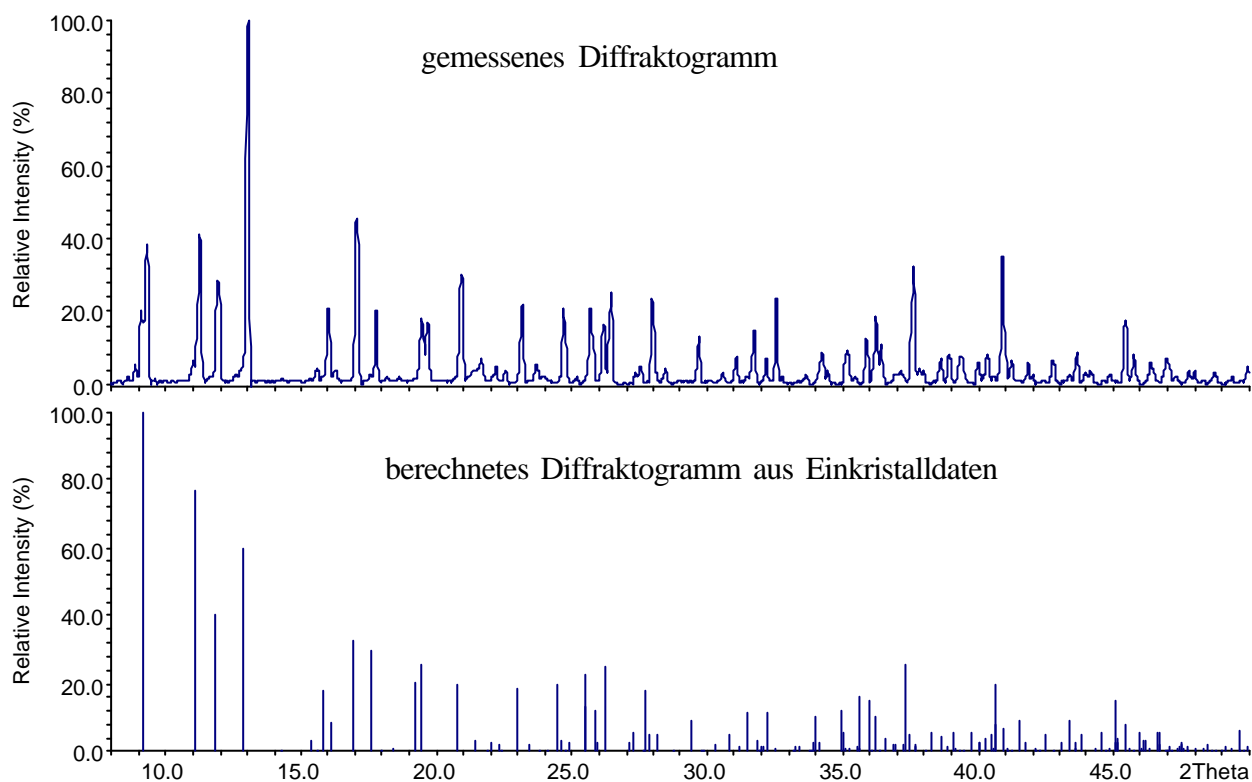 100.0
80.0
60.0
40.0
20.0
0.0
Relative Intensity (%)
gemessenes Diffraktogramm
100.0
80.0
60.0
40.0
20.0
0.0
Relative Intensity (%)
berechnetes Diffraktogramm aus Einkristalldaten
10.0 15.0 20.0 25.0 30.0 35.0 40.0 45.0 2Theta